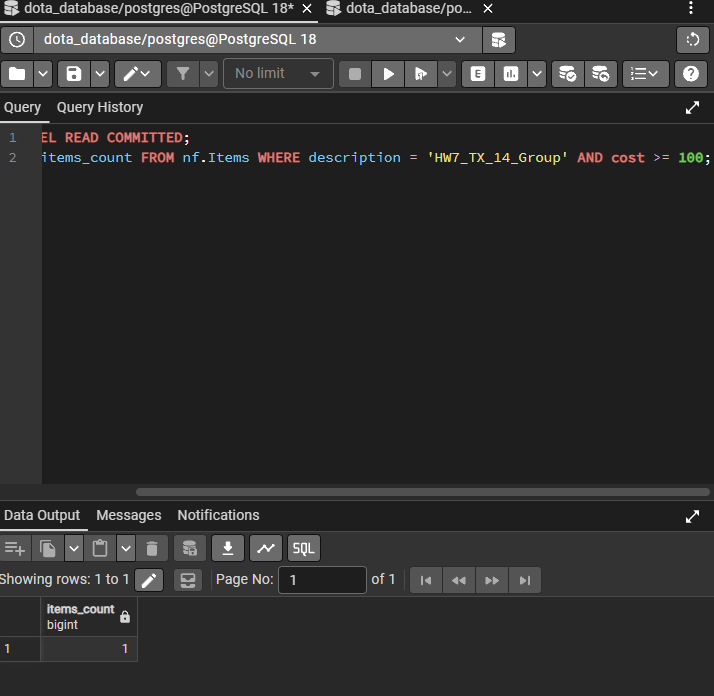 dota_database/postgres@PostgreSQL 18*
dota_database/po...
dota_database/postgres@PostgreSQL 18
No limit
E
SQL
Query
Query History
1
EL READ COMMITTED;
2
items_count FROM nf.Items WHERE description = 'HW7_TX_14_Group' AND cost >= 100;
Data Output
Messages
Notifications
SQL
Showing rows: 1 to 1
Page No:
1
of 1
items_count
bigint
1
1